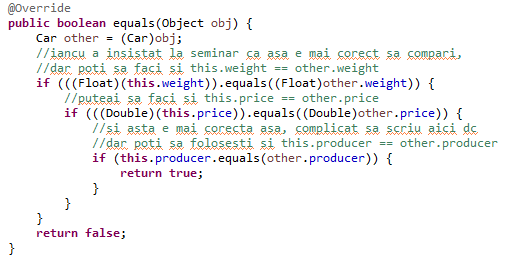 @Override
public boolean equals(Object obj) {
Car other = (Car)obj;
//iancu a insistat la seminar ca asa e mai corect sa compari,
//dar poti sa faci si this.weight == other.weight
if (((Float)(this.weight)).equals((Float)other.weight)) {
//puteai sa faci si this.price == other.price
if (((Double)(this.price)).equals((Double)other.price)) {
//si asta e mai corecta asa, complicat sa scriu aici dc
//dar poti sa folosesti si this.producer == other.producer
if (this.producer.equals(other.producer)) {
return true;
}
}
}
return false;
}